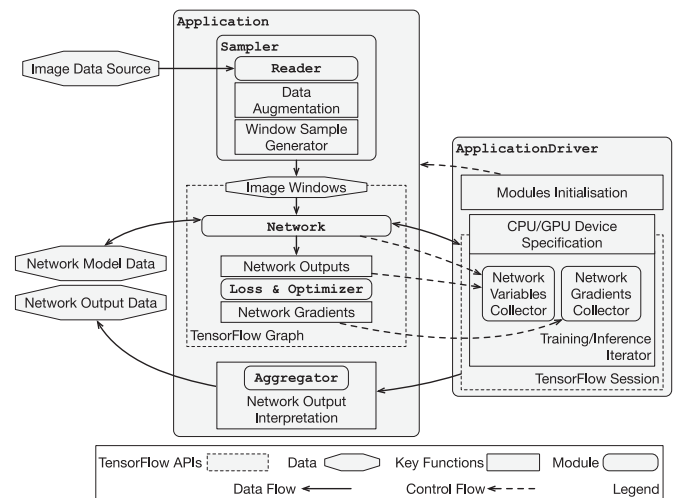 Application
Sampler
Image Data Source
Reader
Data
Augmentation
Window Sample
Generator
ApplicationDriver
Image Windows
Modules Initialisation
Network
CPU/GPU Device
Specification
Network Model Data
Network Outputs
Network
Variables
Collector
Network
Gradients
Collector
Network Output Data
Loss & Optimizer
Network Gradients
TensorFlow Graph
Training/Inference
Iterator
TensorFlow Session
Aggregator
Network Output
Interpretation
TensorFlow APIs
Data
Key Functions
Module
Data Flow
Control Flow
Legend